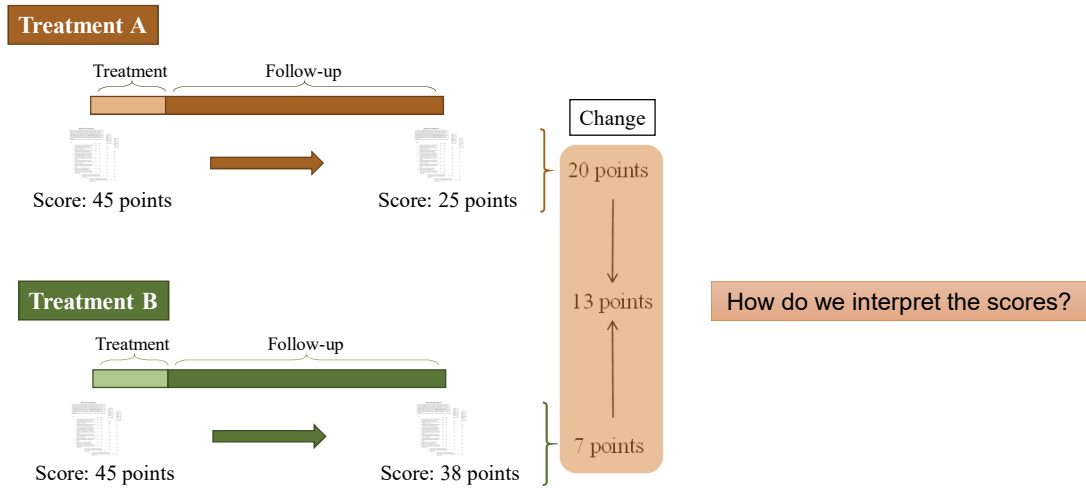 Treatment A
Treatment
Follow-up
Score: 45 points
Score: 25 points
Change
20 points
13 points
7 points
Treatment B
Treatment
Follow-up
Score: 45 points
Score: 38 points
How do we interpret the scores?